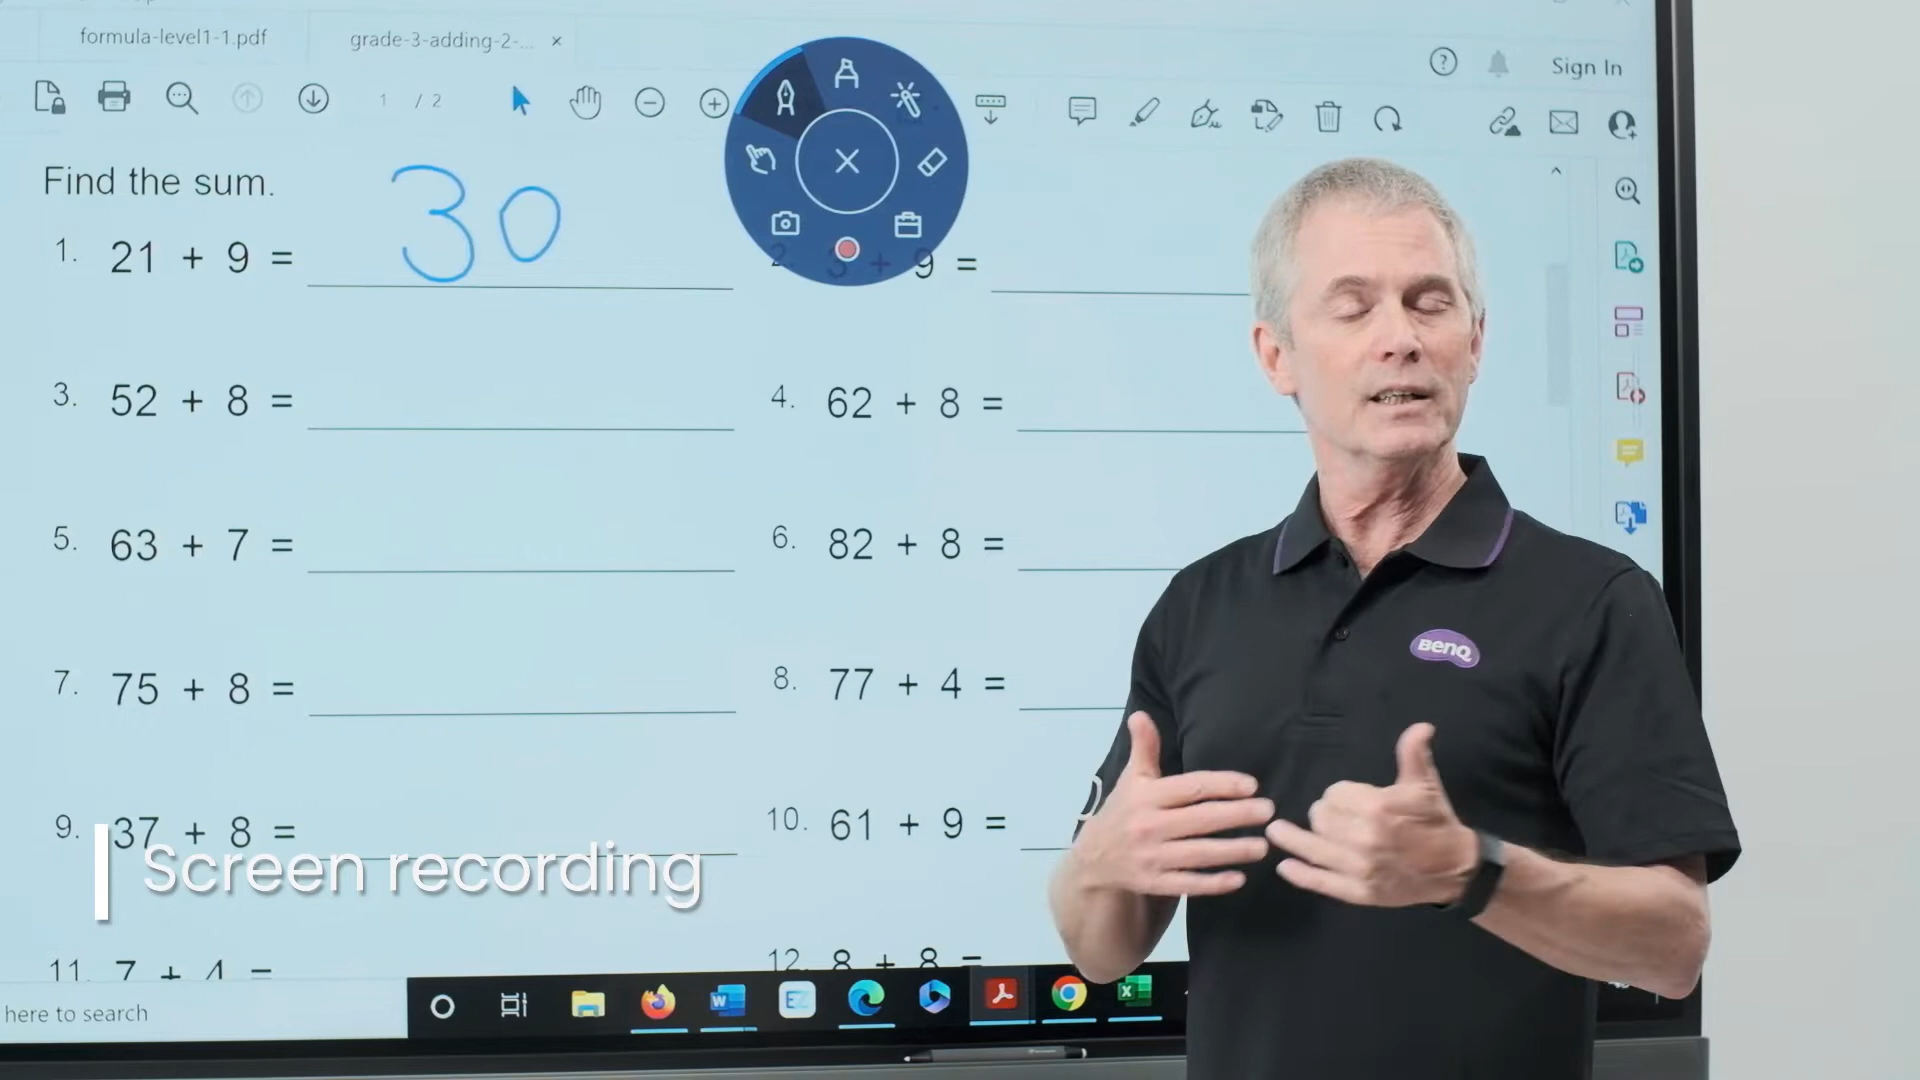 formula-level1-1.pdf
grade-3-adding-2-...
Sign In
1 / 2
Find the sum.
1. 21 + 9 = 30
2. 3 + 9 =
3. 52 + 8 =
4. 62 + 8 =
5. 63 + 7 =
6. 82 + 8 =
7. 75 + 8 =
8. 77 + 4 =
9. 37 + 8 =
10. 61 + 9 =
11. 7 + 4 =
12. 8 + 8 =
Screen recording
here to search
BenQ